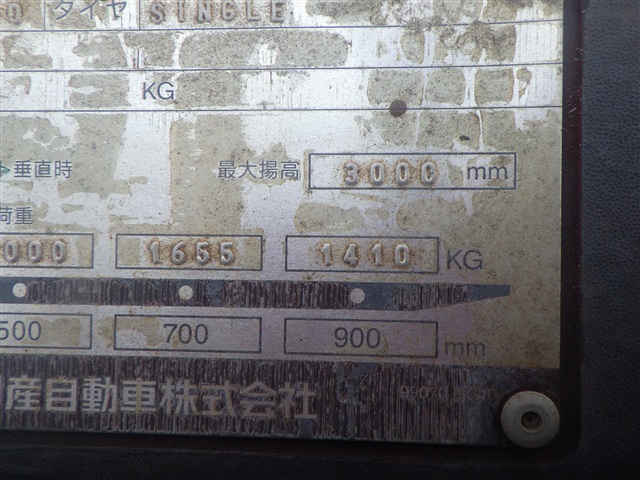 0 タイヤ SINGLE
KG
垂直時 最大揚高 3000 mm
荷重
000 1655 1410 KG
500 700 900 mm
産自動車株式会社